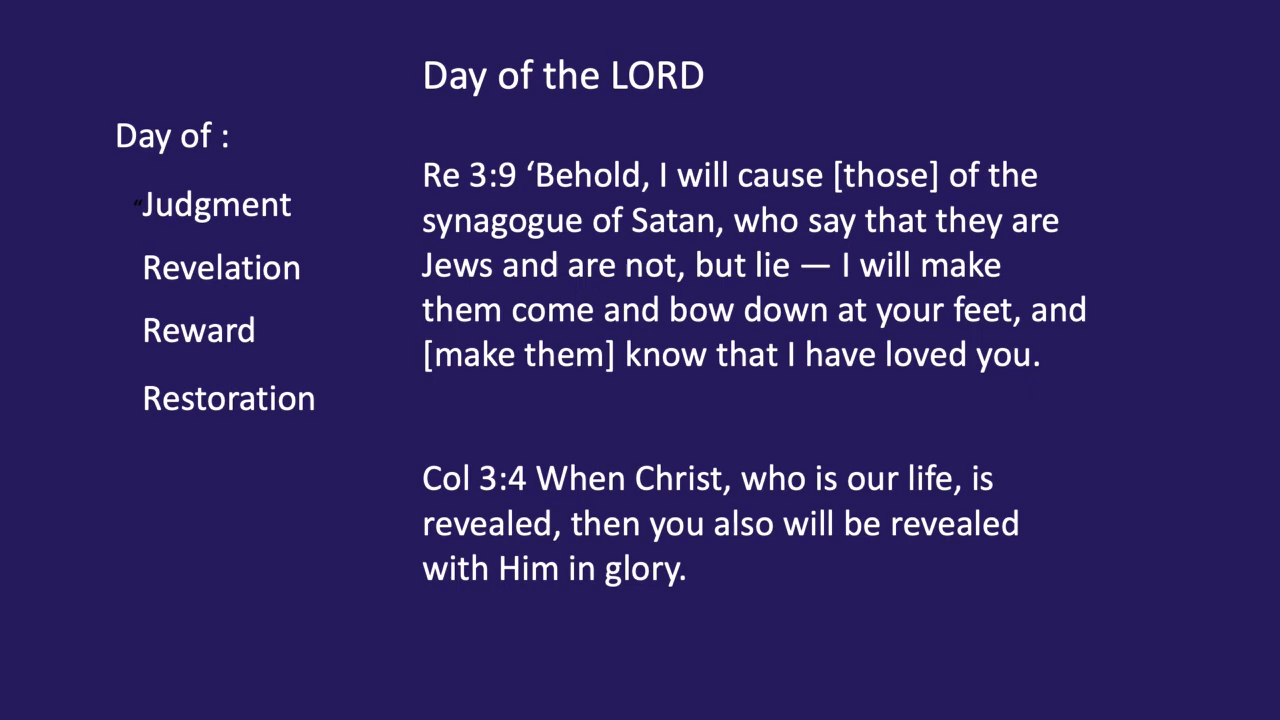 Day of the LORD
Day of :
“Judgment
Revelation
Reward
Restoration
Re 3:9 ‘Behold, I will cause [those] of the
synagogue of Satan, who say that they are
Jews and are not, but lie — I will make
them come and bow down at your feet, and
[make them] know that I have loved you.
Col 3:4 When Christ, who is our life, is
revealed, then you also will be revealed
with Him in glory.